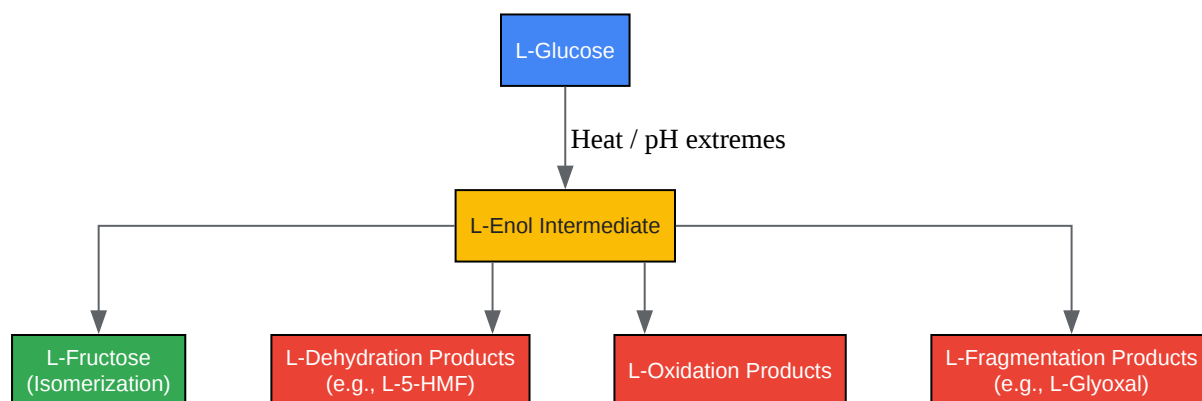 L-Glucose
Heat / pH extremes
L-Enol Intermediate
L-Fructose
(Isomerization)
L-Dehydration Products
(e.g., L-5-HMF)
L-Oxidation Products
L-Fragmentation Products
(e.g., L-Glyoxal)